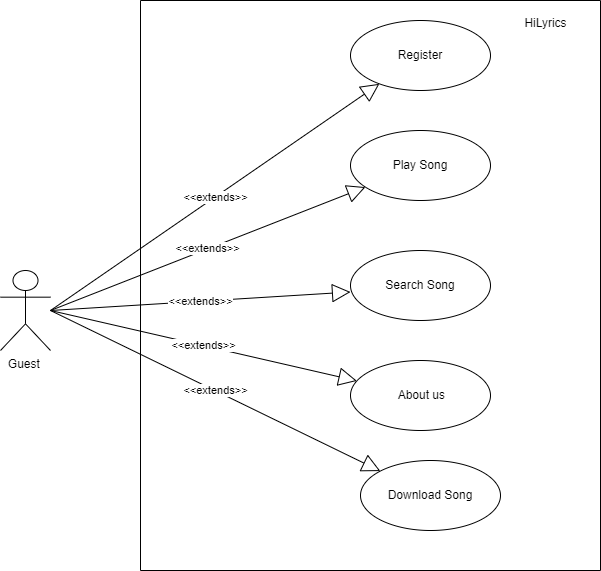 HiLyrics
Register
Play Song
<<extends>>
<<extends>>
Search Song
<<extends>>
<<extends>>
Guest
About us
<<extends>>
Download Song